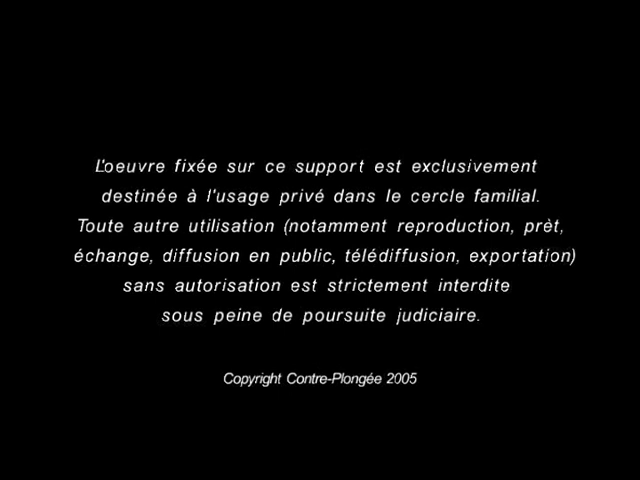 L'oeuvre fixée sur ce support est exclusivement
destinée à l'usage privé dans le cercle familial.
Toute autre utilisation (notamment reproduction, prèt,
échange, diffusion en public, télédiffusion, exportation)
sans autorisation est strictement interdite
sous peine de poursuite judiciaire.
Copyright Contre-Plongée 2005